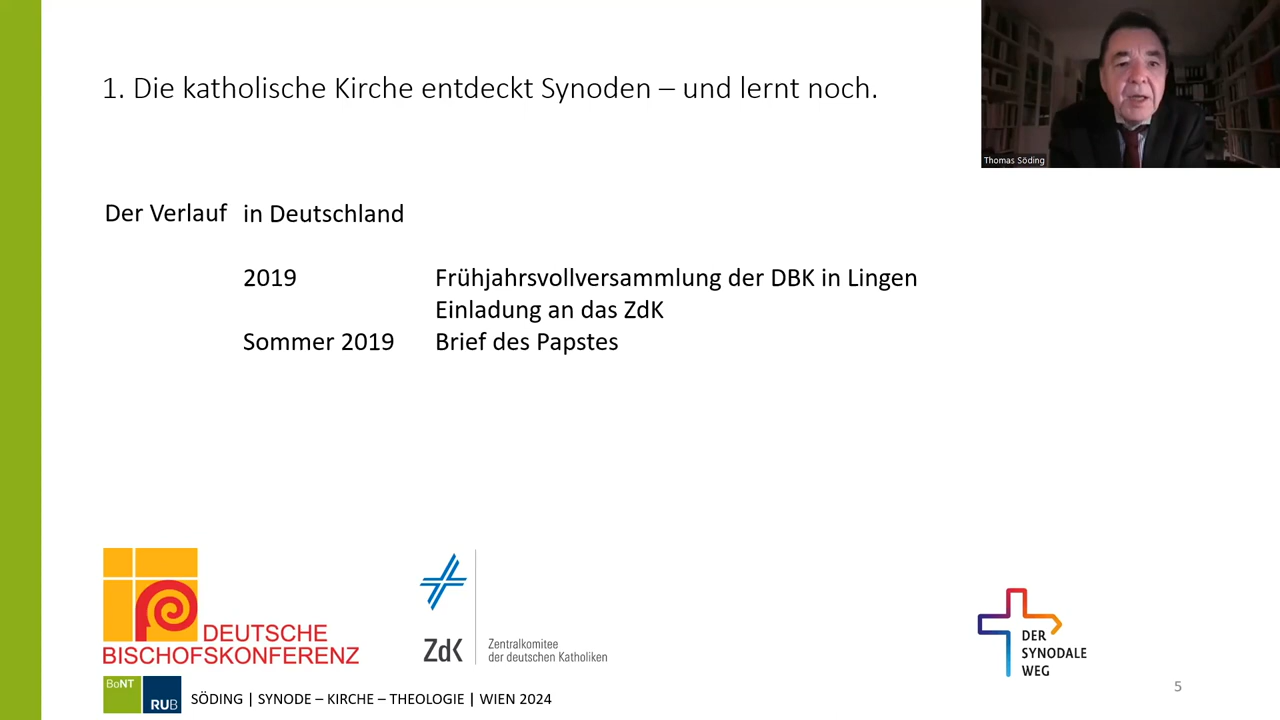 1. Die katholische Kirche entdeckt Synoden – und lernt noch.
Thomas Söding
Der Verlauf in Deutschland
2019 Frühjahrsvollversammlung der DBK in Lingen
Einladung an das ZdK
Sommer 2019 Brief des Papstes
DEUTSCHE
BISCHOFSKONFERENZ
ZdK
Zentralkomitee
der deutschen Katholiken
DER
SYNODALE
WEG
BoNT
RUB
SÖDING | SYNODE – KIRCHE – THEOLOGIE | WIEN 2024
5